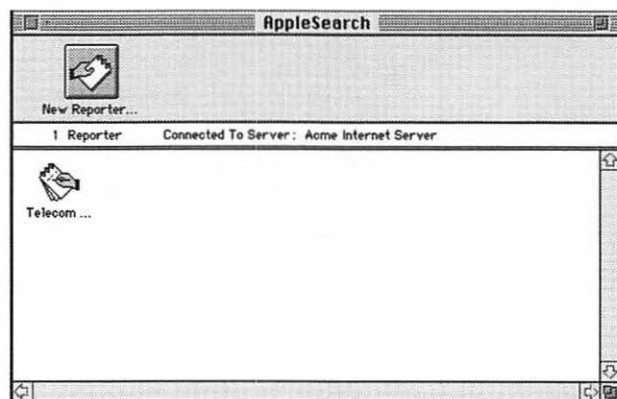 AppleSearch
New Reporter...
1 Reporter Connected To Server: Acme Internet Server
Telecom ...